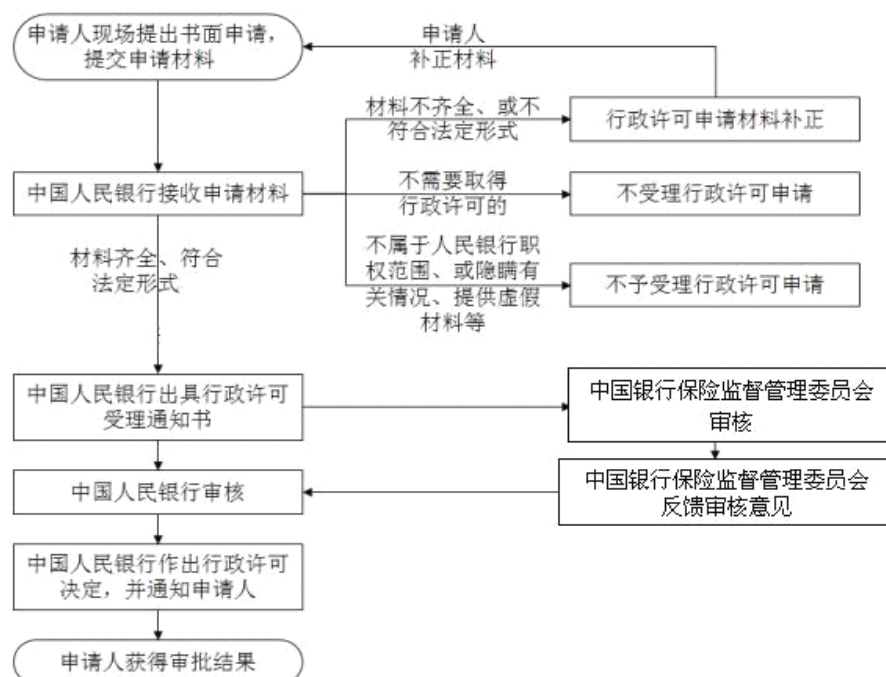 申请人现场提出书面申请，
提交申请材料
申请人
补正材料
材料不齐全、或不
符合法定形式
行政许可申请材料补正
中国人民银行接收申请材料
不需要取得
行政许可的
不受理行政许可申请
材料齐全、符合
法定形式
不属于人民银行职
权范围、或隐瞒有
关情况、提供虚假
材料等
不予受理行政许可申请
中国人民银行出具行政许可
受理通知书
中国银行保险监督管理委员会
审核
中国人民银行审核
中国银行保险监督管理委员会
反馈审核意见
中国人民银行作出行政许可
决定，并通知申请人
申请人获得审批结果